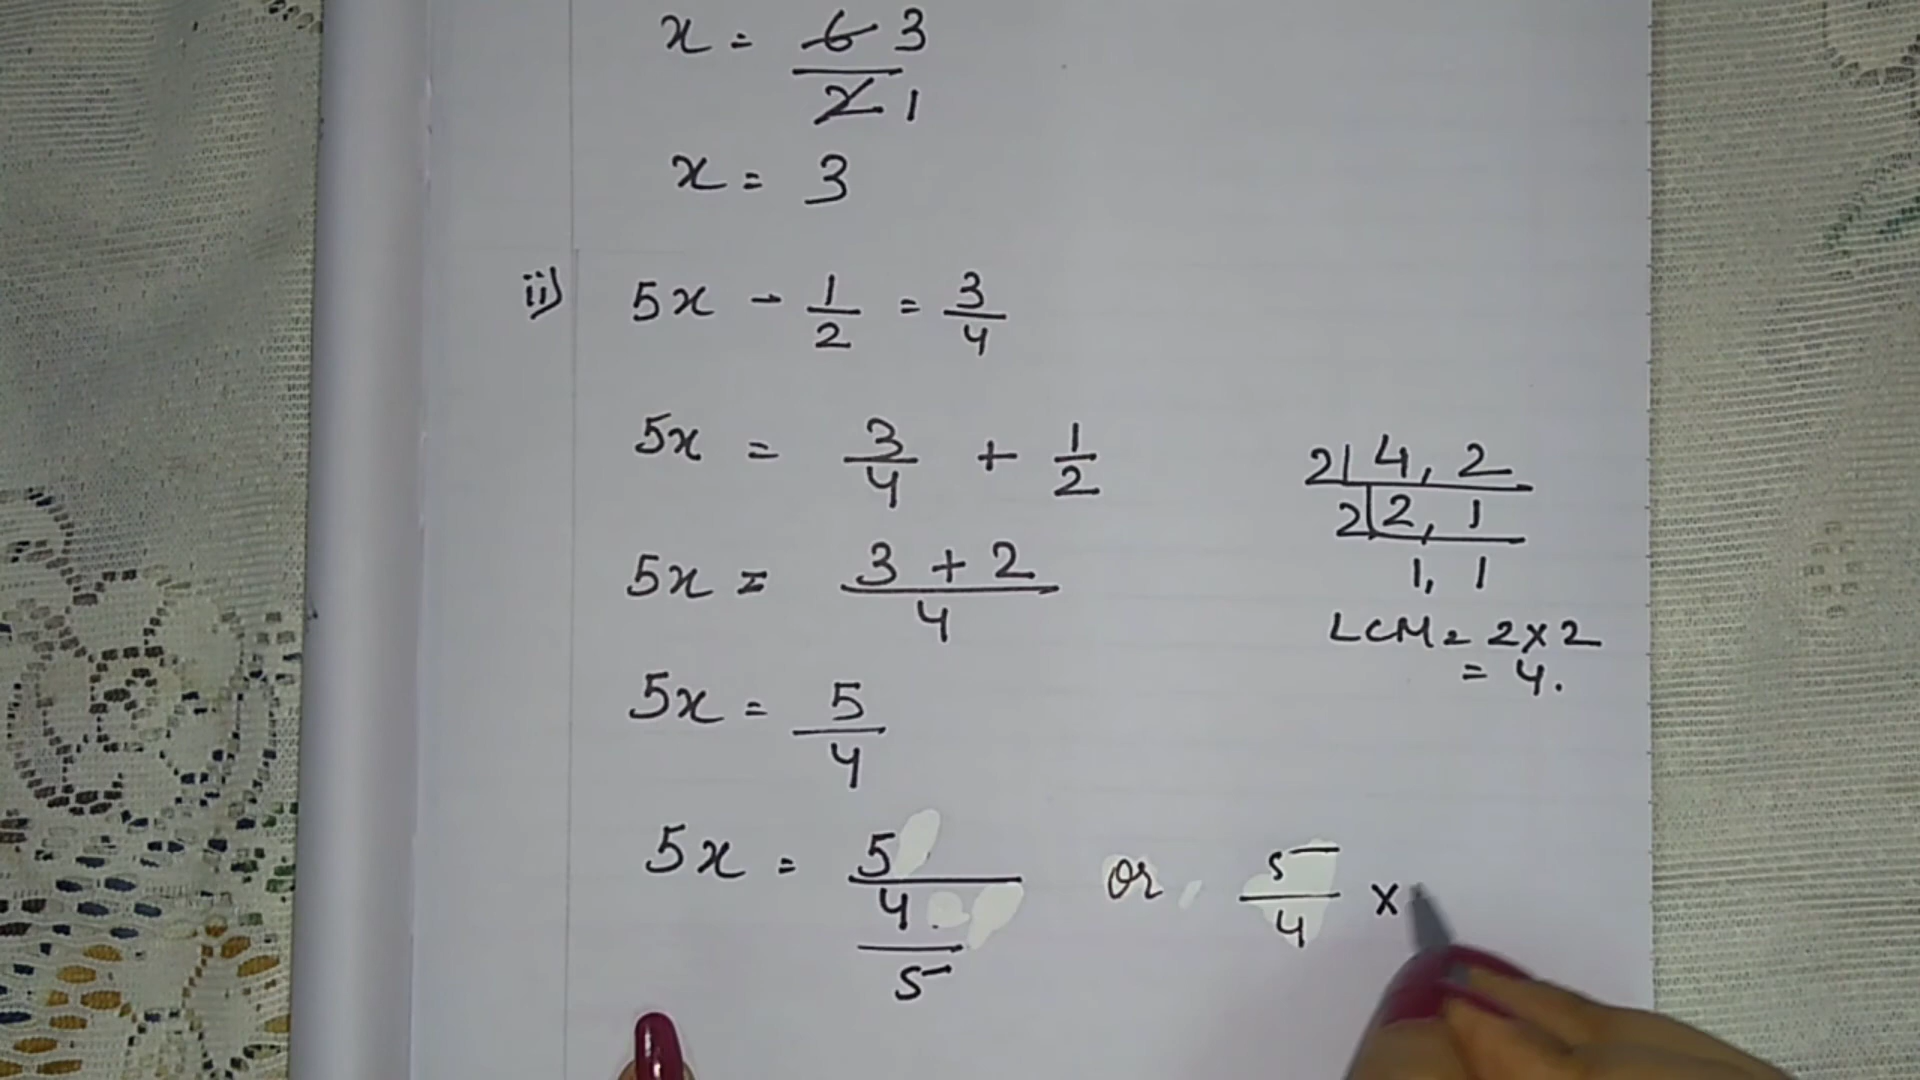 x = 6 3 / 2 1
x = 3
ii) 5x - 1/2 = 3/4
5x = 3/4 + 1/2
5x = 3 + 2 / 4
5x = 5/4
5x = 5/4/5 or 5/4 ×
2| 4, 2
2| 2, 1
1, 1
LCM = 2 × 2
= 4.